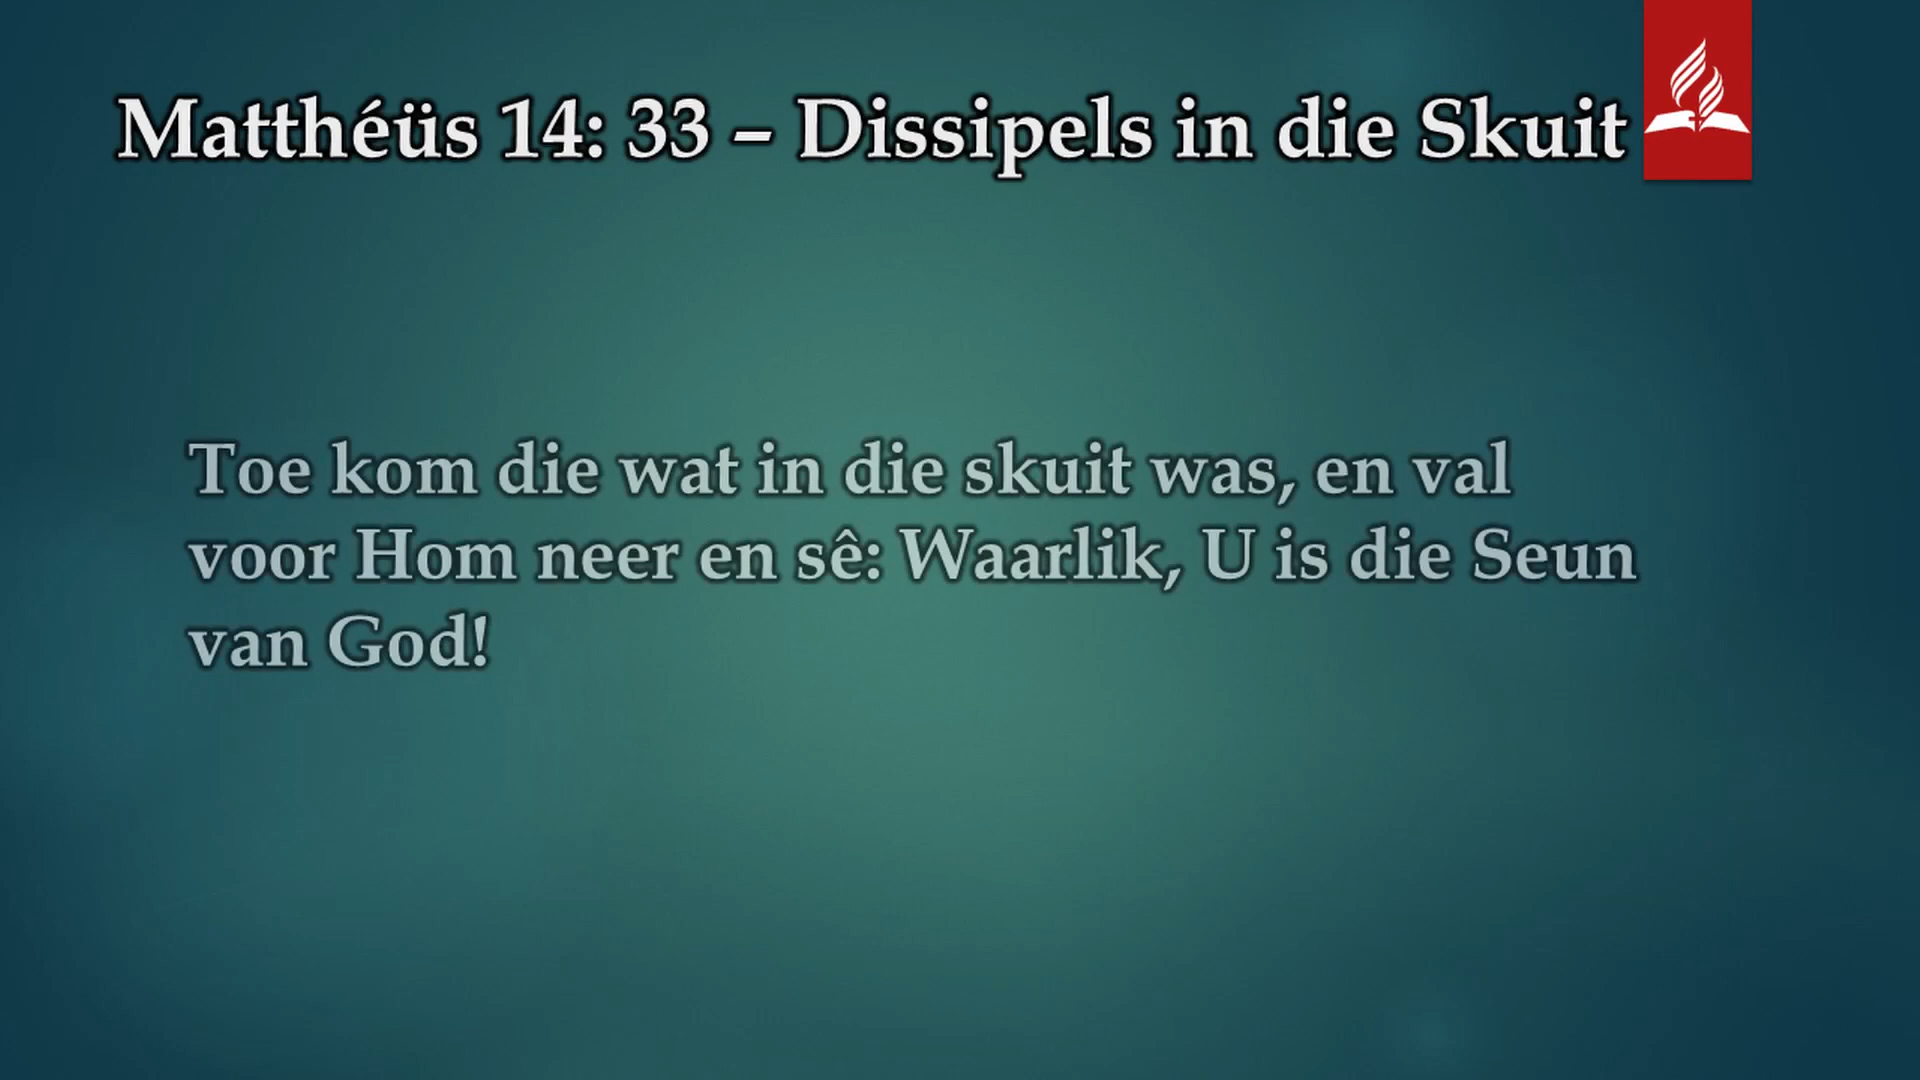 Matthéüs 14: 33 – Dissipels in die Skuit
Toe kom die wat in die skuit was, en val
voor Hom neer en sê: Waarlik, U is die Seun
van God!